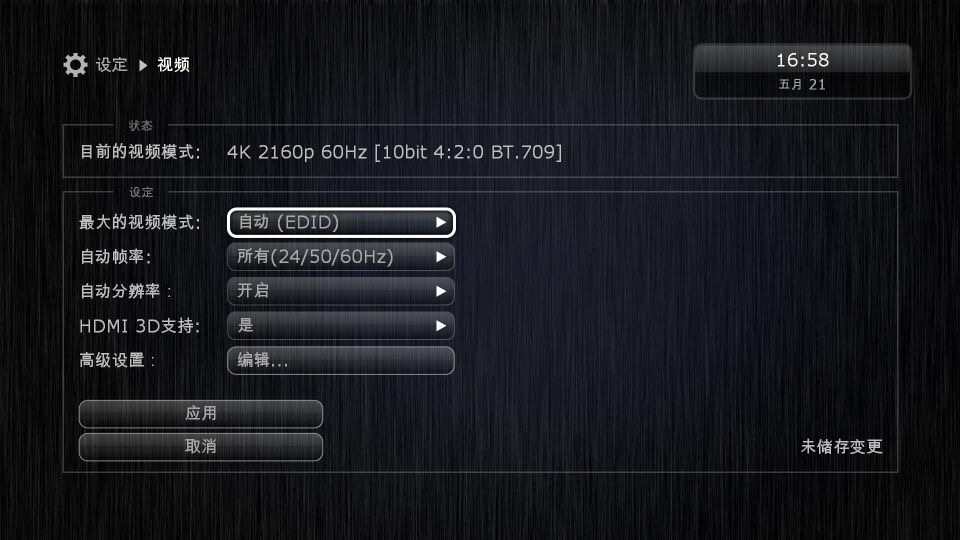 设定 ▶ 视频
16:58
五月 21
状态
目前的视频模式: 4K 2160p 60Hz [10bit 4:2:0 BT.709]
设定
最大的视频模式: 自动 (EDID)
自动帧率: 所有(24/50/60Hz)
自动分辨率 : 开启
HDMI 3D支持: 是
高级设置 : 编辑...
应用
取消
未储存变更